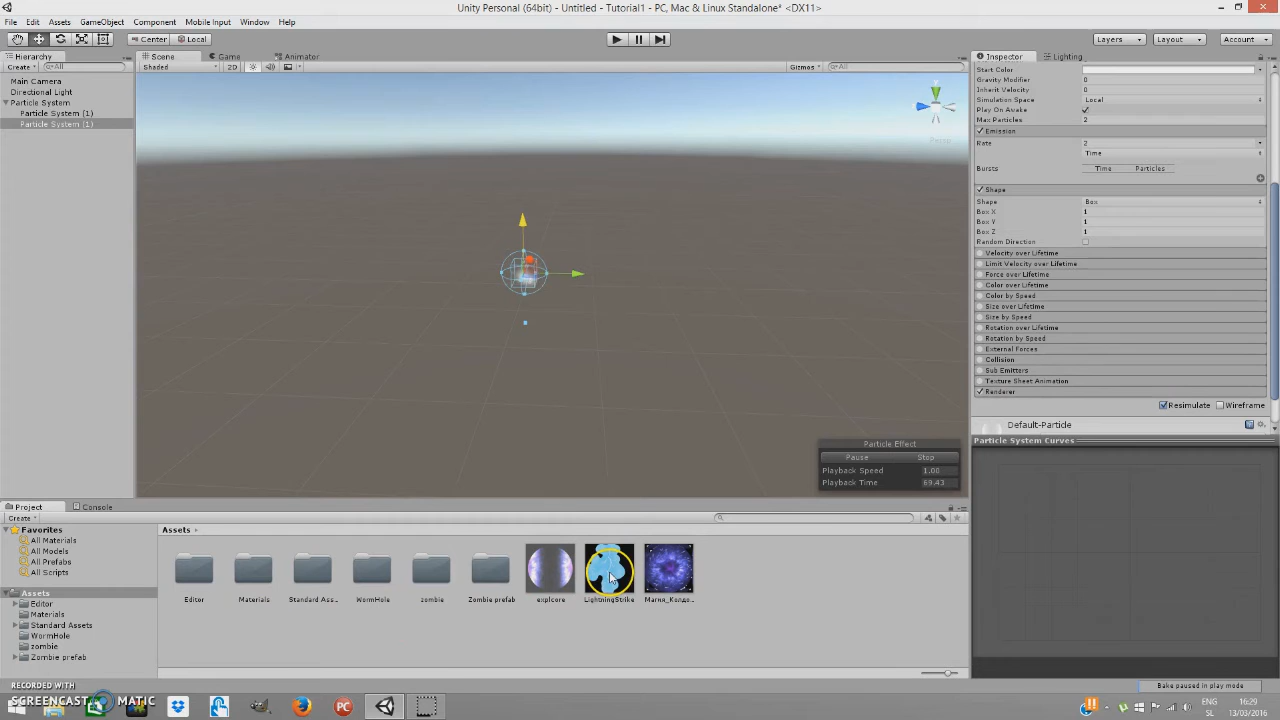 Unity Personal (64bit) - Untitled - Tutorial1 - PC, Mac & Linux Standalone* <DX11>
File Edit Assets GameObject Component Mobile Input Window Help
Center Local Layers Layout Account
Hierarchy Scene Game Animator Inspector Lighting
Create All Shaded 2D Gizmos All
Start Color
Main Camera
Gravity Modifier 0
Directional Light
Inherit Velocity 0
Particle System
Simulation Space Local
Particle System (1)
Play On Awake
Particle System (1)
Max Particles 2
Emission
Persp
Rate 2
Time
Bursts Time Particles
Shape
Shape Box
Box X 1
Box Y 1
Box Z 1
Random Direction
Velocity over Lifetime
Limit Velocity over Lifetime
Force over Lifetime
Color over Lifetime
Color by Speed
Size over Lifetime
Size by Speed
Rotation over Lifetime
Rotation by Speed
External Forces
Collision
Sub Emitters
Texture Sheet Animation
Renderer
Resimulate Wireframe
Default-Particle
Particle System Curves
Particle Effect
Pause Stop
Playback Speed 1.00
Playback Time 69.43
Project Console
Create
Favorites
All Materials
All Models
All Prefabs
All Scripts
Assets
Editor
Materials
Standard Assets
WormHole
zombie
Zombie prefab
Assets
Editor Materials Standard Ass... WormHole zombie Zombie prefab explcore LightningStrike Магия_Колдо...
RECORDED WITH
SCREENCAST MATIC
Bake paused in play mode
PC
ENG 16:29
SL 13/03/2016